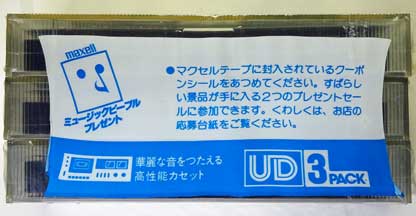 maxell
ミュージックピープル
プレゼント
●マクセルテープに封入されているクーポ
ンシールをあつめてください。すばらし
い景品が手に入る2つのプレゼントセー
ルに参加できます。くわしくは、お店の
応募台紙をご覧ください。
華麗な音をつたえる
高性能カセット
UD 3 PACK